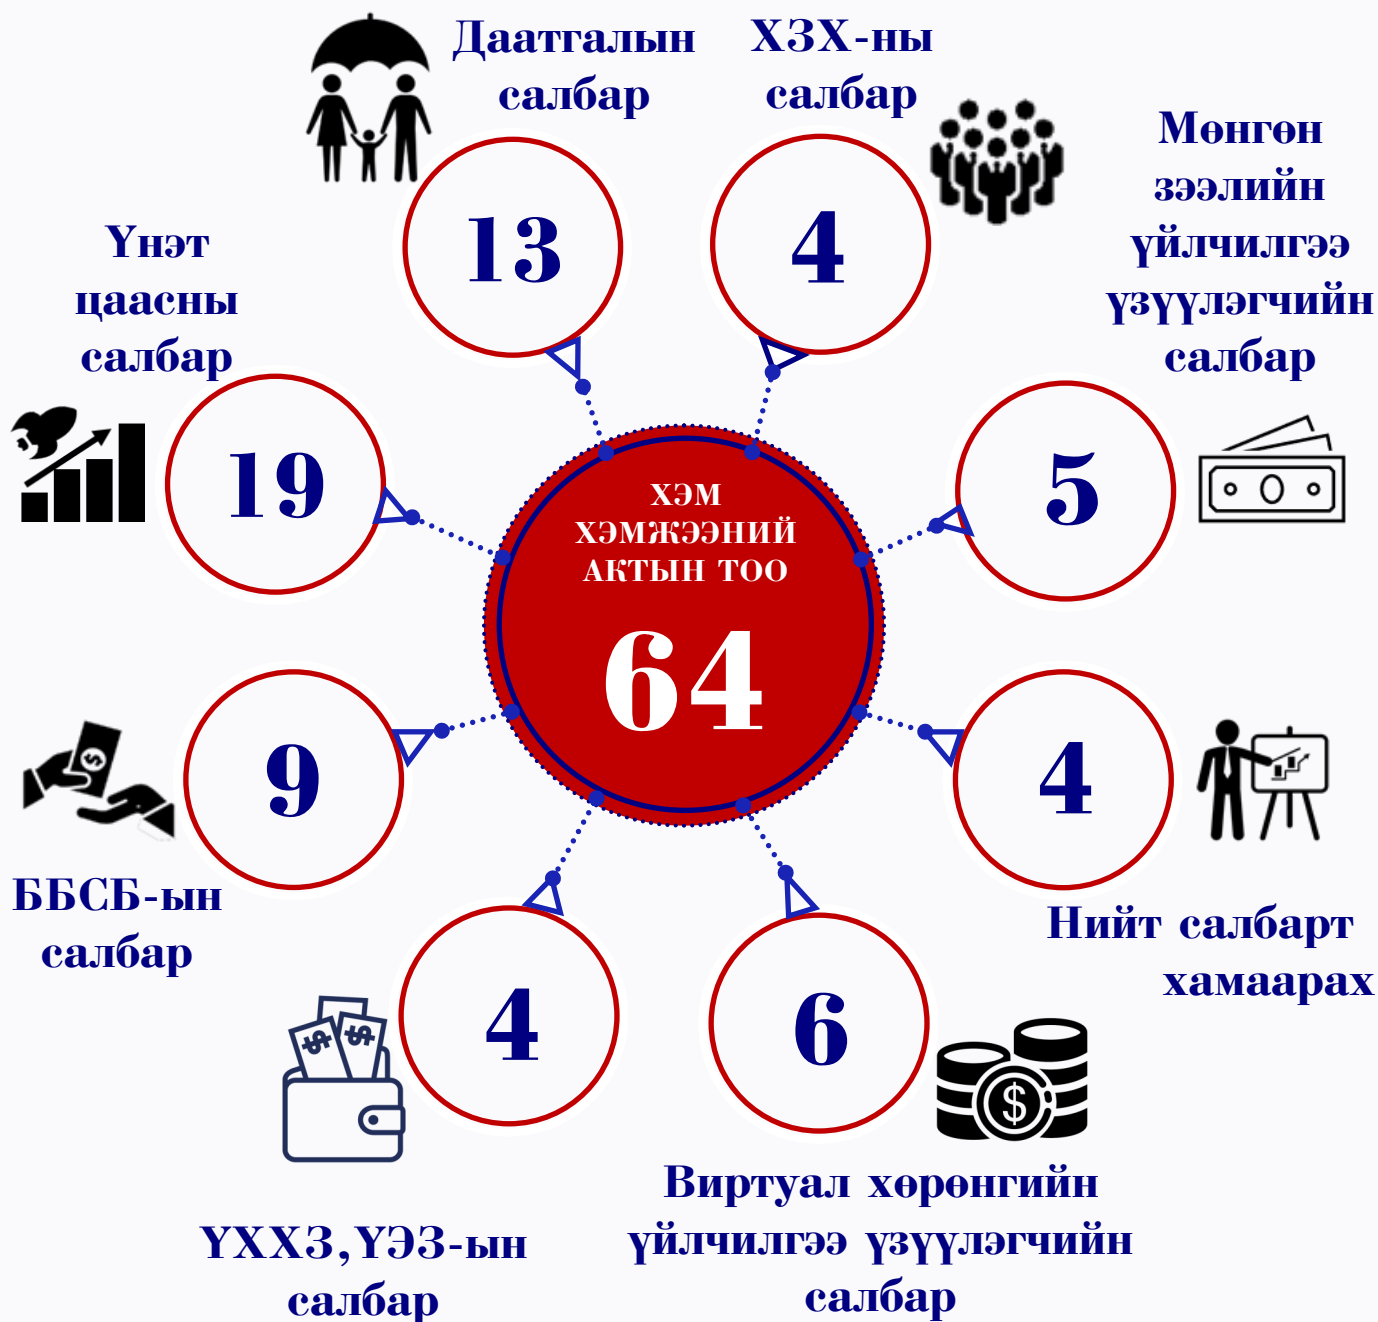 Даатгалын
салбар
13
ХЗХ-ны
салбар
4
Мөнгөн
зээлийн
үйлчилгээ
үзүүлэгчийн
салбар
5
Үнэт
цаасны
салбар
19
ХЭМ
ХЭМЖЭЭНИЙ
АКТЫН ТОО
64
9
ББСБ-ын
салбар
4
Нийт салбарт
хамаарах
4
ҮХХЗ,ҮЭЗ-ын
салбар
6
Виртуал хөрөнгийн
үйлчилгээ үзүүлэгчийн
салбар